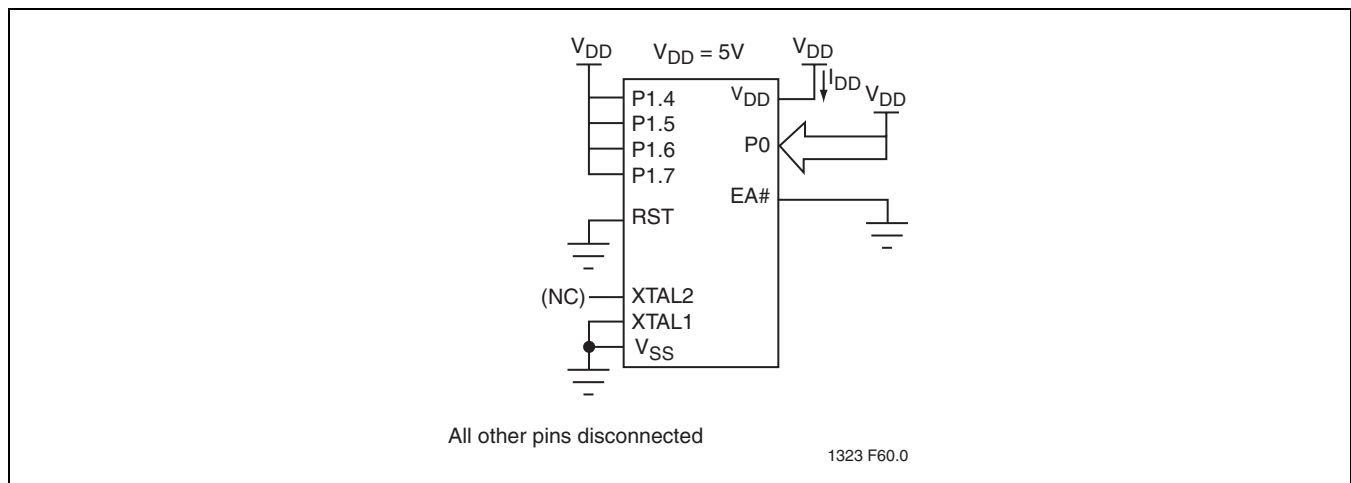 VDD
VDD = 5V
VDD
IDD
VDD
P1.4
P1.5
P1.6
P1.7
VDD
P0
EA#
RST
(NC)
XTAL2
XTAL1
VSS
All other pins disconnected
1323 F60.0